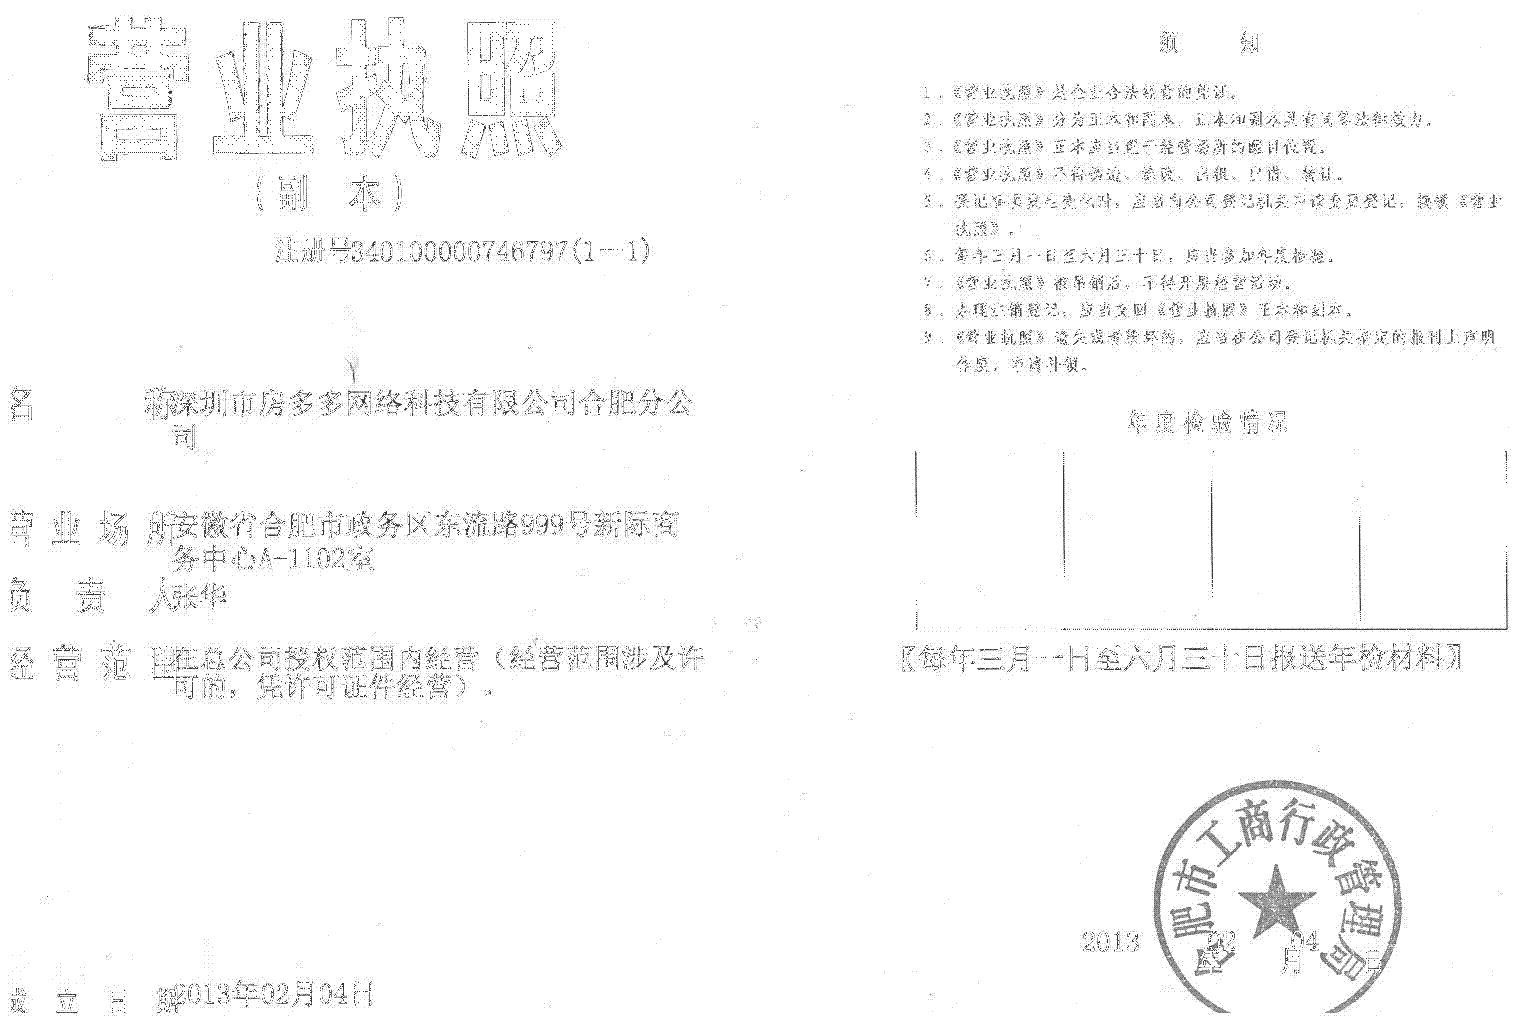 营业执照
（副 本）
注册号340100000746797(1-1)
名 称 深圳市房多多网络科技有限公司合肥分公
司
营业场所 安徽省合肥市政务区东流路999号新际商
务中心A-1102室
负 责 人 张华
经营范围 在总公司授权范围内经营（经营范围涉及许
可的，凭许可证件经营）。
成立日期 2013年02月04日
须 知
1．《营业执照》是企业合法经营的凭证。
2．《营业执照》分为正本和副本，正本和副本具有同等法律效力。
3．《营业执照》正本应当置于经营场所的醒目位置。
4．《营业执照》不得伪造、涂改、出租、出借、转让。
5．登记事项发生变化时，应当向公司登记机关申请变更登记，换领《营业
执照》。
6．每年三月一日至六月三十日，应当参加年度检验。
7．《营业执照》被吊销后，不得开展经营活动。
8．办理注销登记，应当交回《营业执照》正本和副本。
9．《营业执照》遗失或者毁坏的，应当在公司登记机关指定的报刊上声明
作废，申请补领。
年度检验情况
【每年三月一日至六月三十日报送年检材料】
合肥市工商行政管理局
2013 年 02 月 04 日